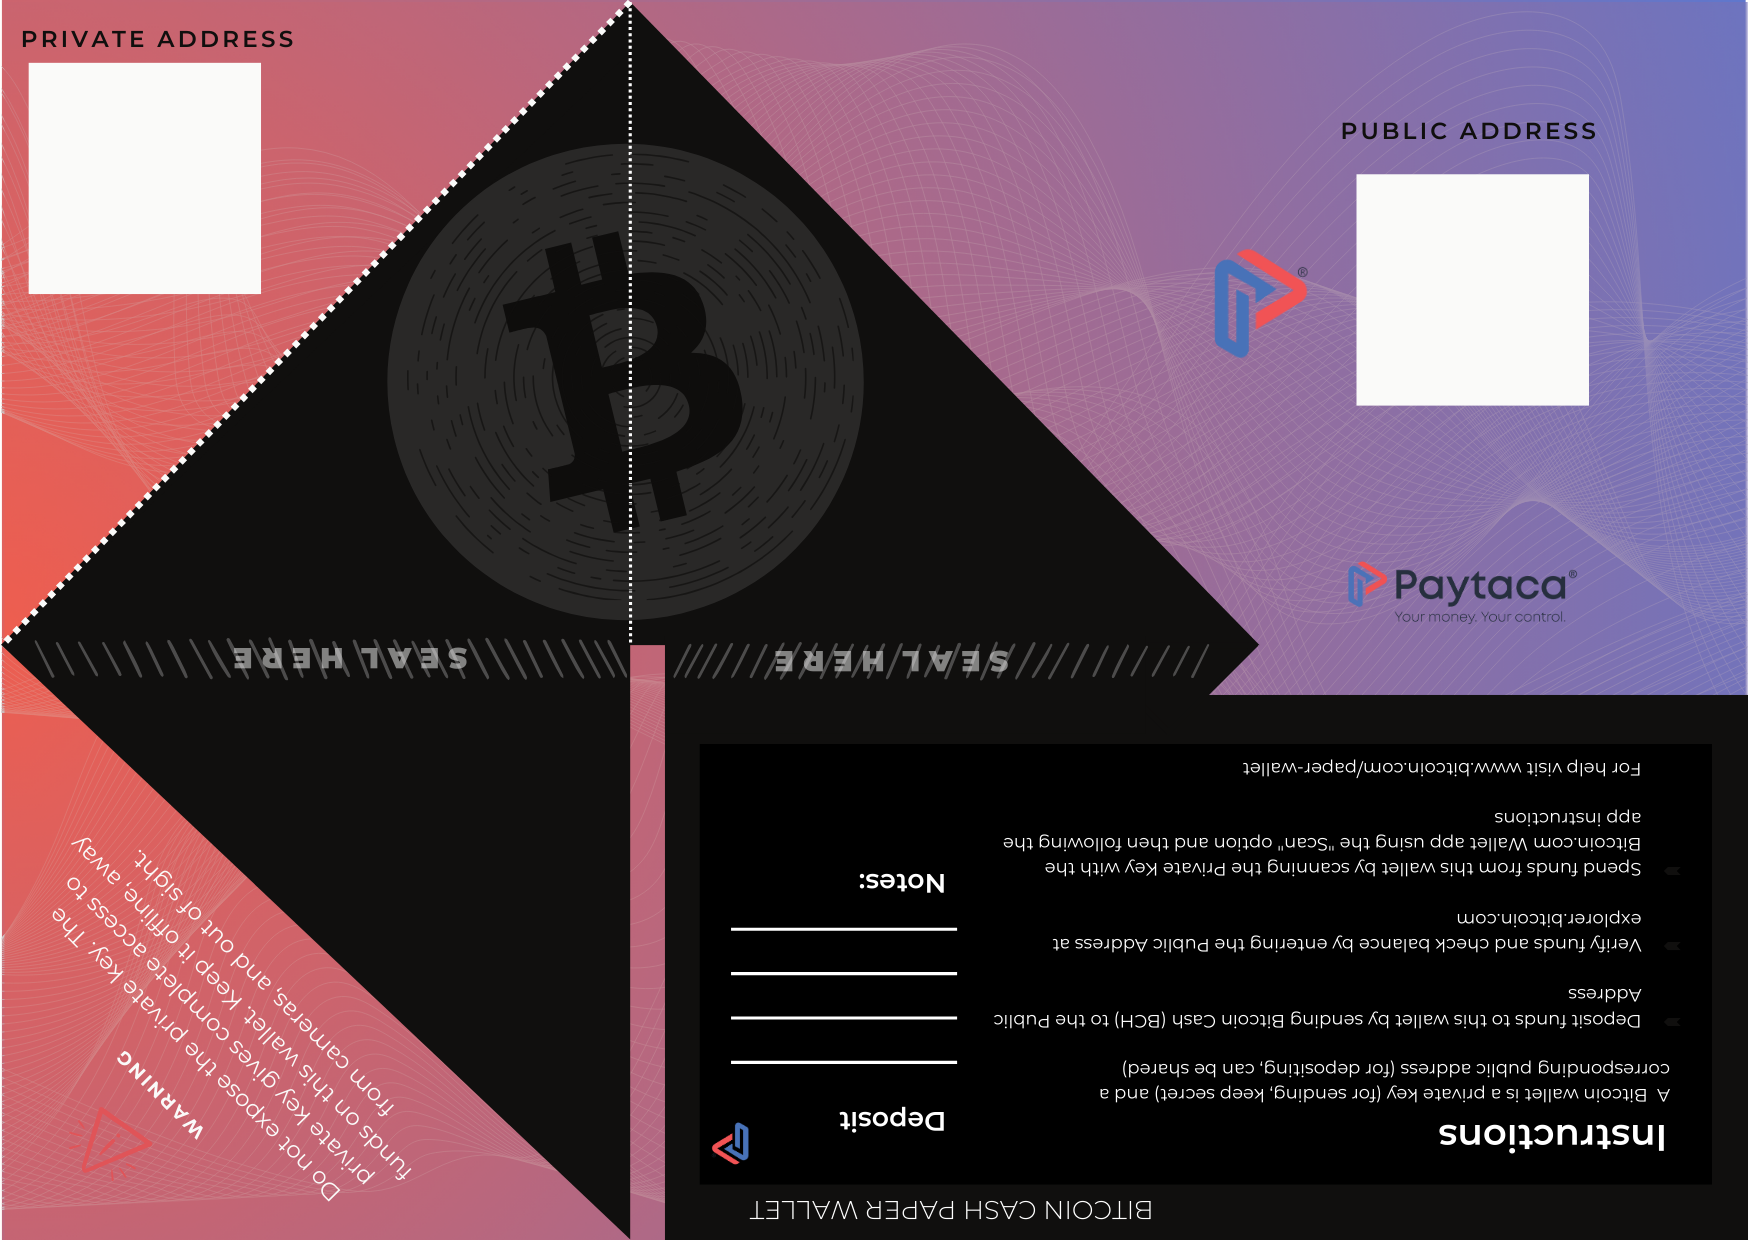 PRIVATE ADDRESS
PUBLIC ADDRESS
®
Paytaca®
Your money. Your control.
SEAL HERE
SEAL HERE
WARNING
Do not expose the private key. The
private key gives complete access to
funds on this wallet. Keep it offline, away
from cameras, and out of sight.
BITCOIN CASH PAPER WALLET
Instructions
A Bitcoin wallet is a private key (for sending, keep secret) and a
corresponding public address (for depositing, can be shared)
Deposit funds to this wallet by sending Bitcoin Cash (BCH) to the Public
Address
Verify funds and check balance by entering the Public Address at
explorer.bitcoin.com
Spend funds from this wallet by scanning the Private Key with the
Bitcoin.com Wallet app using the "Scan" option and then following the
app instructions
For help visit www.bitcoin.com/paper-wallet
Deposit
Notes: